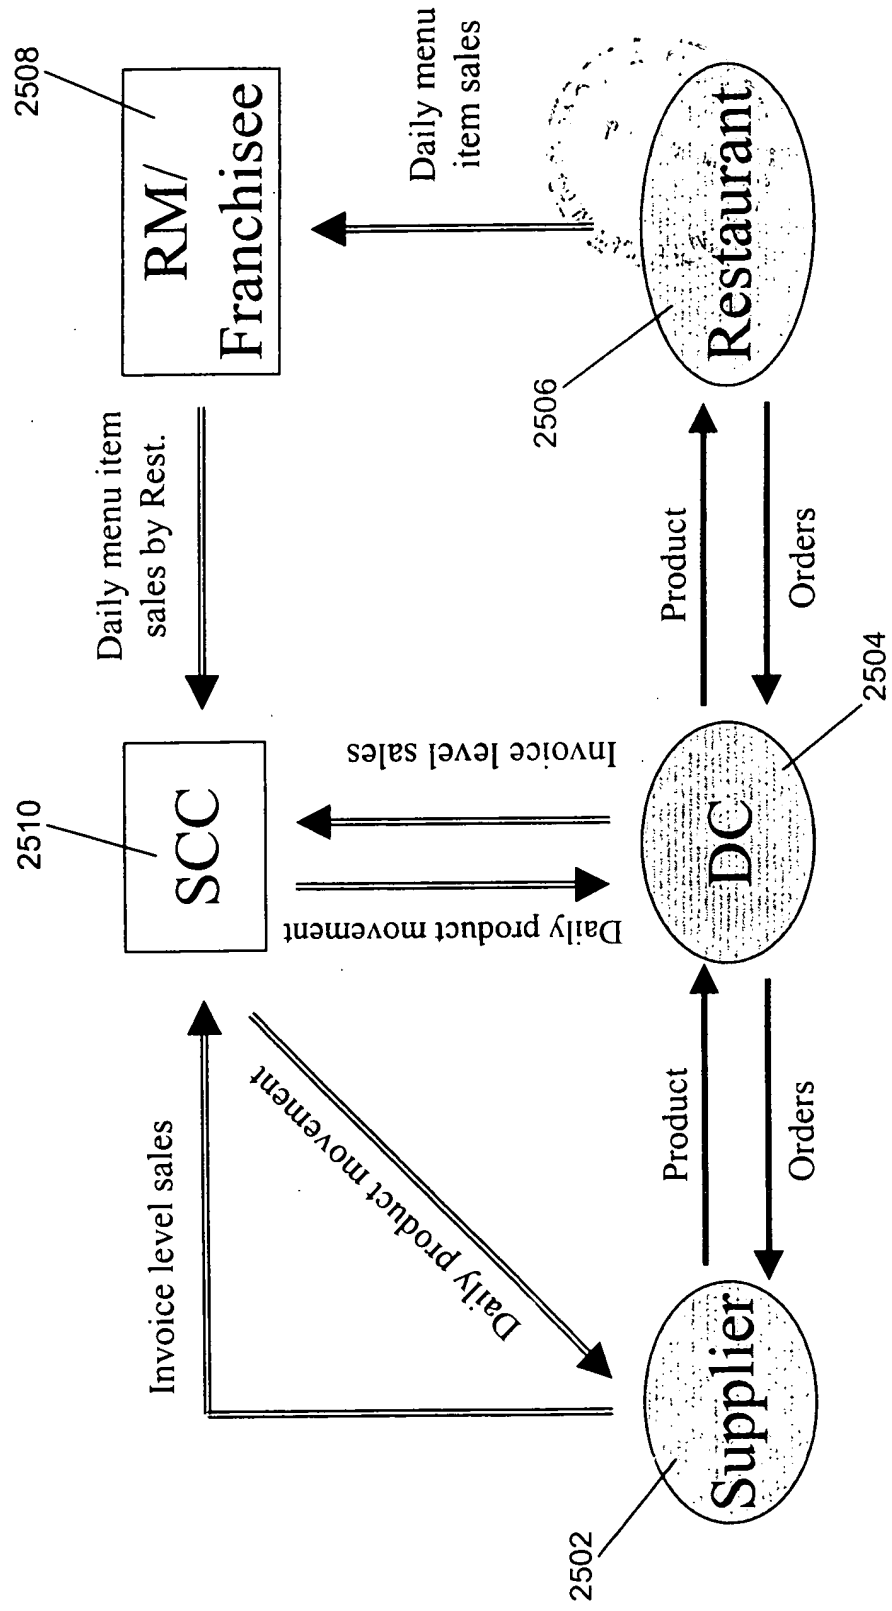 2510
SCC
Daily menu item
sales by Rest.
2508
RM/
Franchisee
Invoice level sales
Daily product movement
Daily product movement
Invoice level sales
Daily menu
item sales
2502
Supplier
Product
Orders
DC
2504
Product
Orders
2506
Restaurant